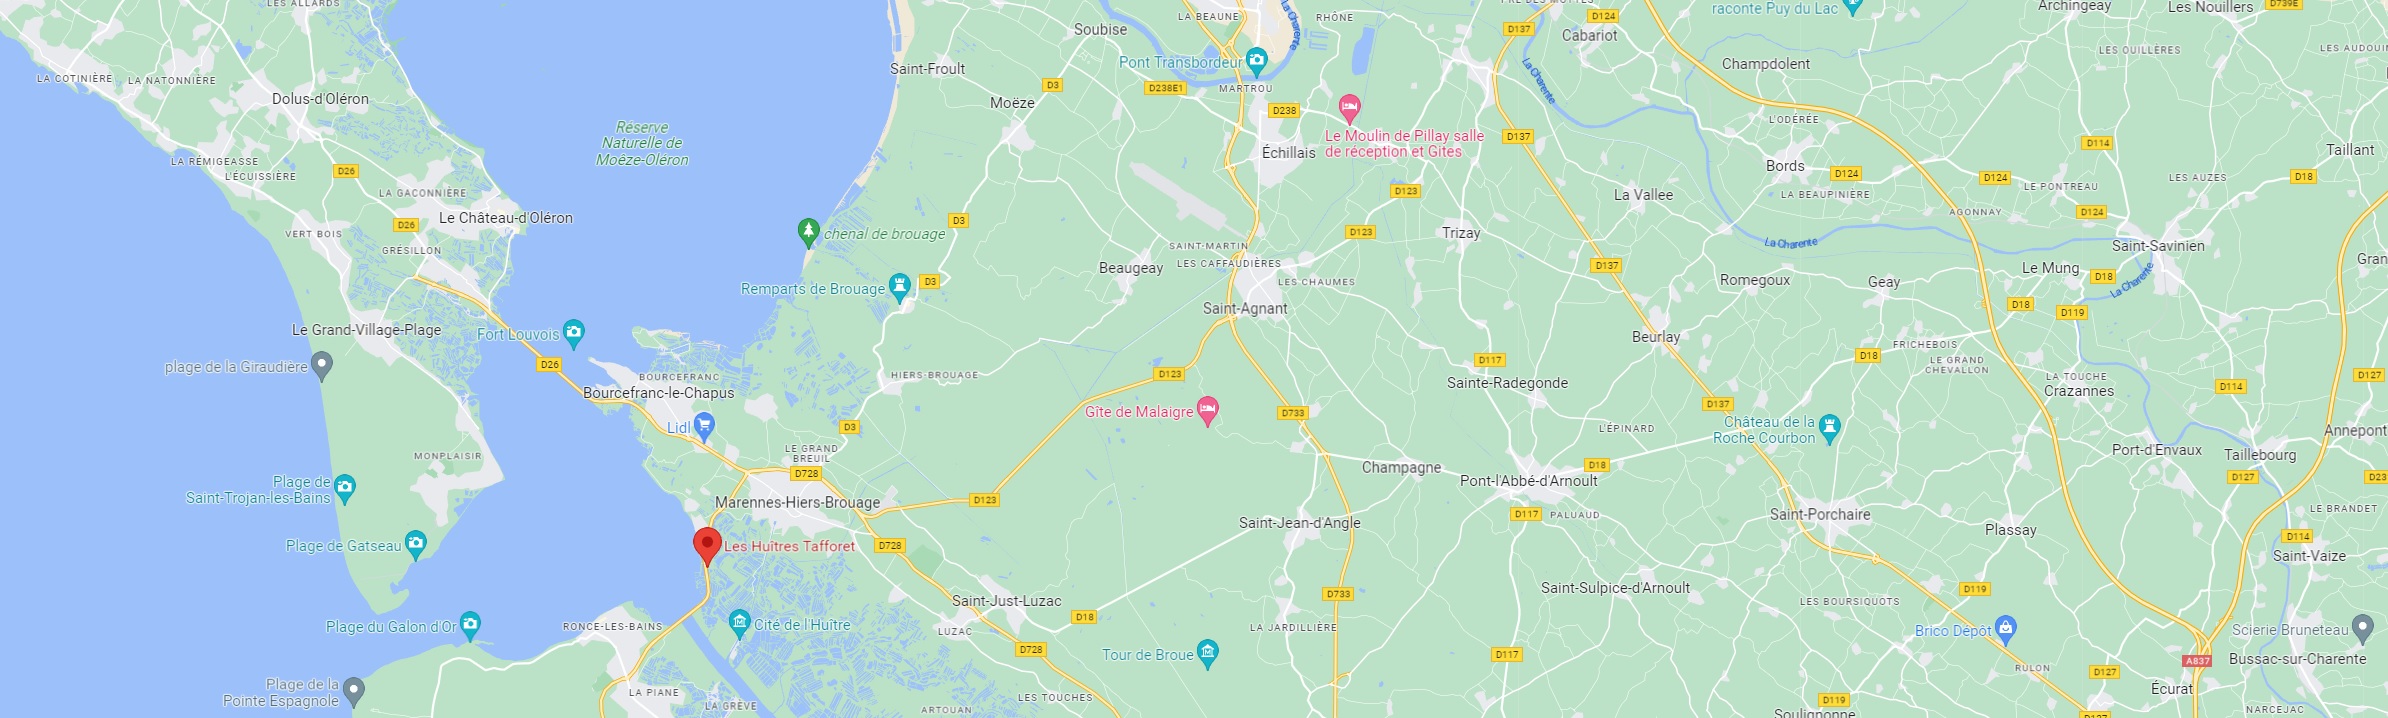 LES ALLARDS
LA COTINIÈRE
LA NATONNIÈRE
Dolus-d'Oléron
LA RÉMIGEASSE
L'ÉCUISSIÈRE
D26
LA GACONNIÈRE
Le Château-d'Oléron
D26
VERT BOIS
GRÉSILLON
Le Grand-Village-Plage
plage de la Giraudière
Fort Louvois
D26
MONPLAISIR
Plage de
Saint-Trojan-les-Bains
Plage de Gatseau
Plage du Galon d'Or
Plage de la
Pointe Espagnole
Réserve
Naturelle de
Moëze-Oléron
Saint-Froult
Soubise
Moëze
D3
D3
chenal de brouage
Remparts de Brouage
D3
BOURCEFRANC
Bourcefranc-le-Chapus
Lidl
HIERS-BROUAGE
D3
LE GRAND
BREUIL
D728
Marennes-Hiers-Brouage
D123
Les Huîtres Tafforet
D728
Cité de l'Huître
RONCE-LES-BAINS
LA PIANE
LA GRÈVE
Saint-Just-Luzac
LUZAC
D18
D728
LES TOUCHES
ARTOUAN
LA BEAUNE
La Charente
RHÔNE
Pont Transbordeur
D238E1
MARTROU
D238
Le Moulin de Pillay salle
de réception et Gites
Échillais
D123
SAINT-MARTIN
LES CAFFAUDIÈRES
D123
Beaugeay
LES CHAUMES
Saint-Agnant
D123
Gîte de Malaigre
D733
Champagne
Saint-Jean-d'Angle
D733
LA JARDILLIÈRE
Tour de Broue
PRÉ DES MOTTES
D137
D124
Cabariot
La Charente
D137
raconte Puy du Lac
Champdolent
L'ODÉRÉE
Bords
D124
LA BEAUPINIÈRE
La Vallee
Trizay
La Charente
D137
Romegoux
Geay
Beurlay
D117
Sainte-Radegonde
D137
L'ÉPINARD
D18
Pont-l'Abbé-d'Arnoult
D117
PALUAUD
Saint-Sulpice-d'Arnoult
D117
Château de la
Roche Courbon
Saint-Porchaire
D18
FRICHEBOIS
LE GRAND
CHEVALLON
Plassay
LES BOURSIQUOTS
D119
Brico Dépôt
RULON
D119
Soulignonne
Archingeay
Les Nouillers
D739E
LES OUILLÈRES
D114
Taillant
D124
LE PONTREAU
LES AUZES
D18
AGONNAY
D124
Saint-Savinien
Le Mung
D18
La Charente
D18
D119
LA TOUCHE
Crazannes
D114
D127
Port-d'Envaux
Taillebourg
D127
LE BRANDET
D114
Saint-Vaize
Scierie Bruneteau
A837
Bussac-sur-Charente
D127
Écurat
D127
NARCEJAC